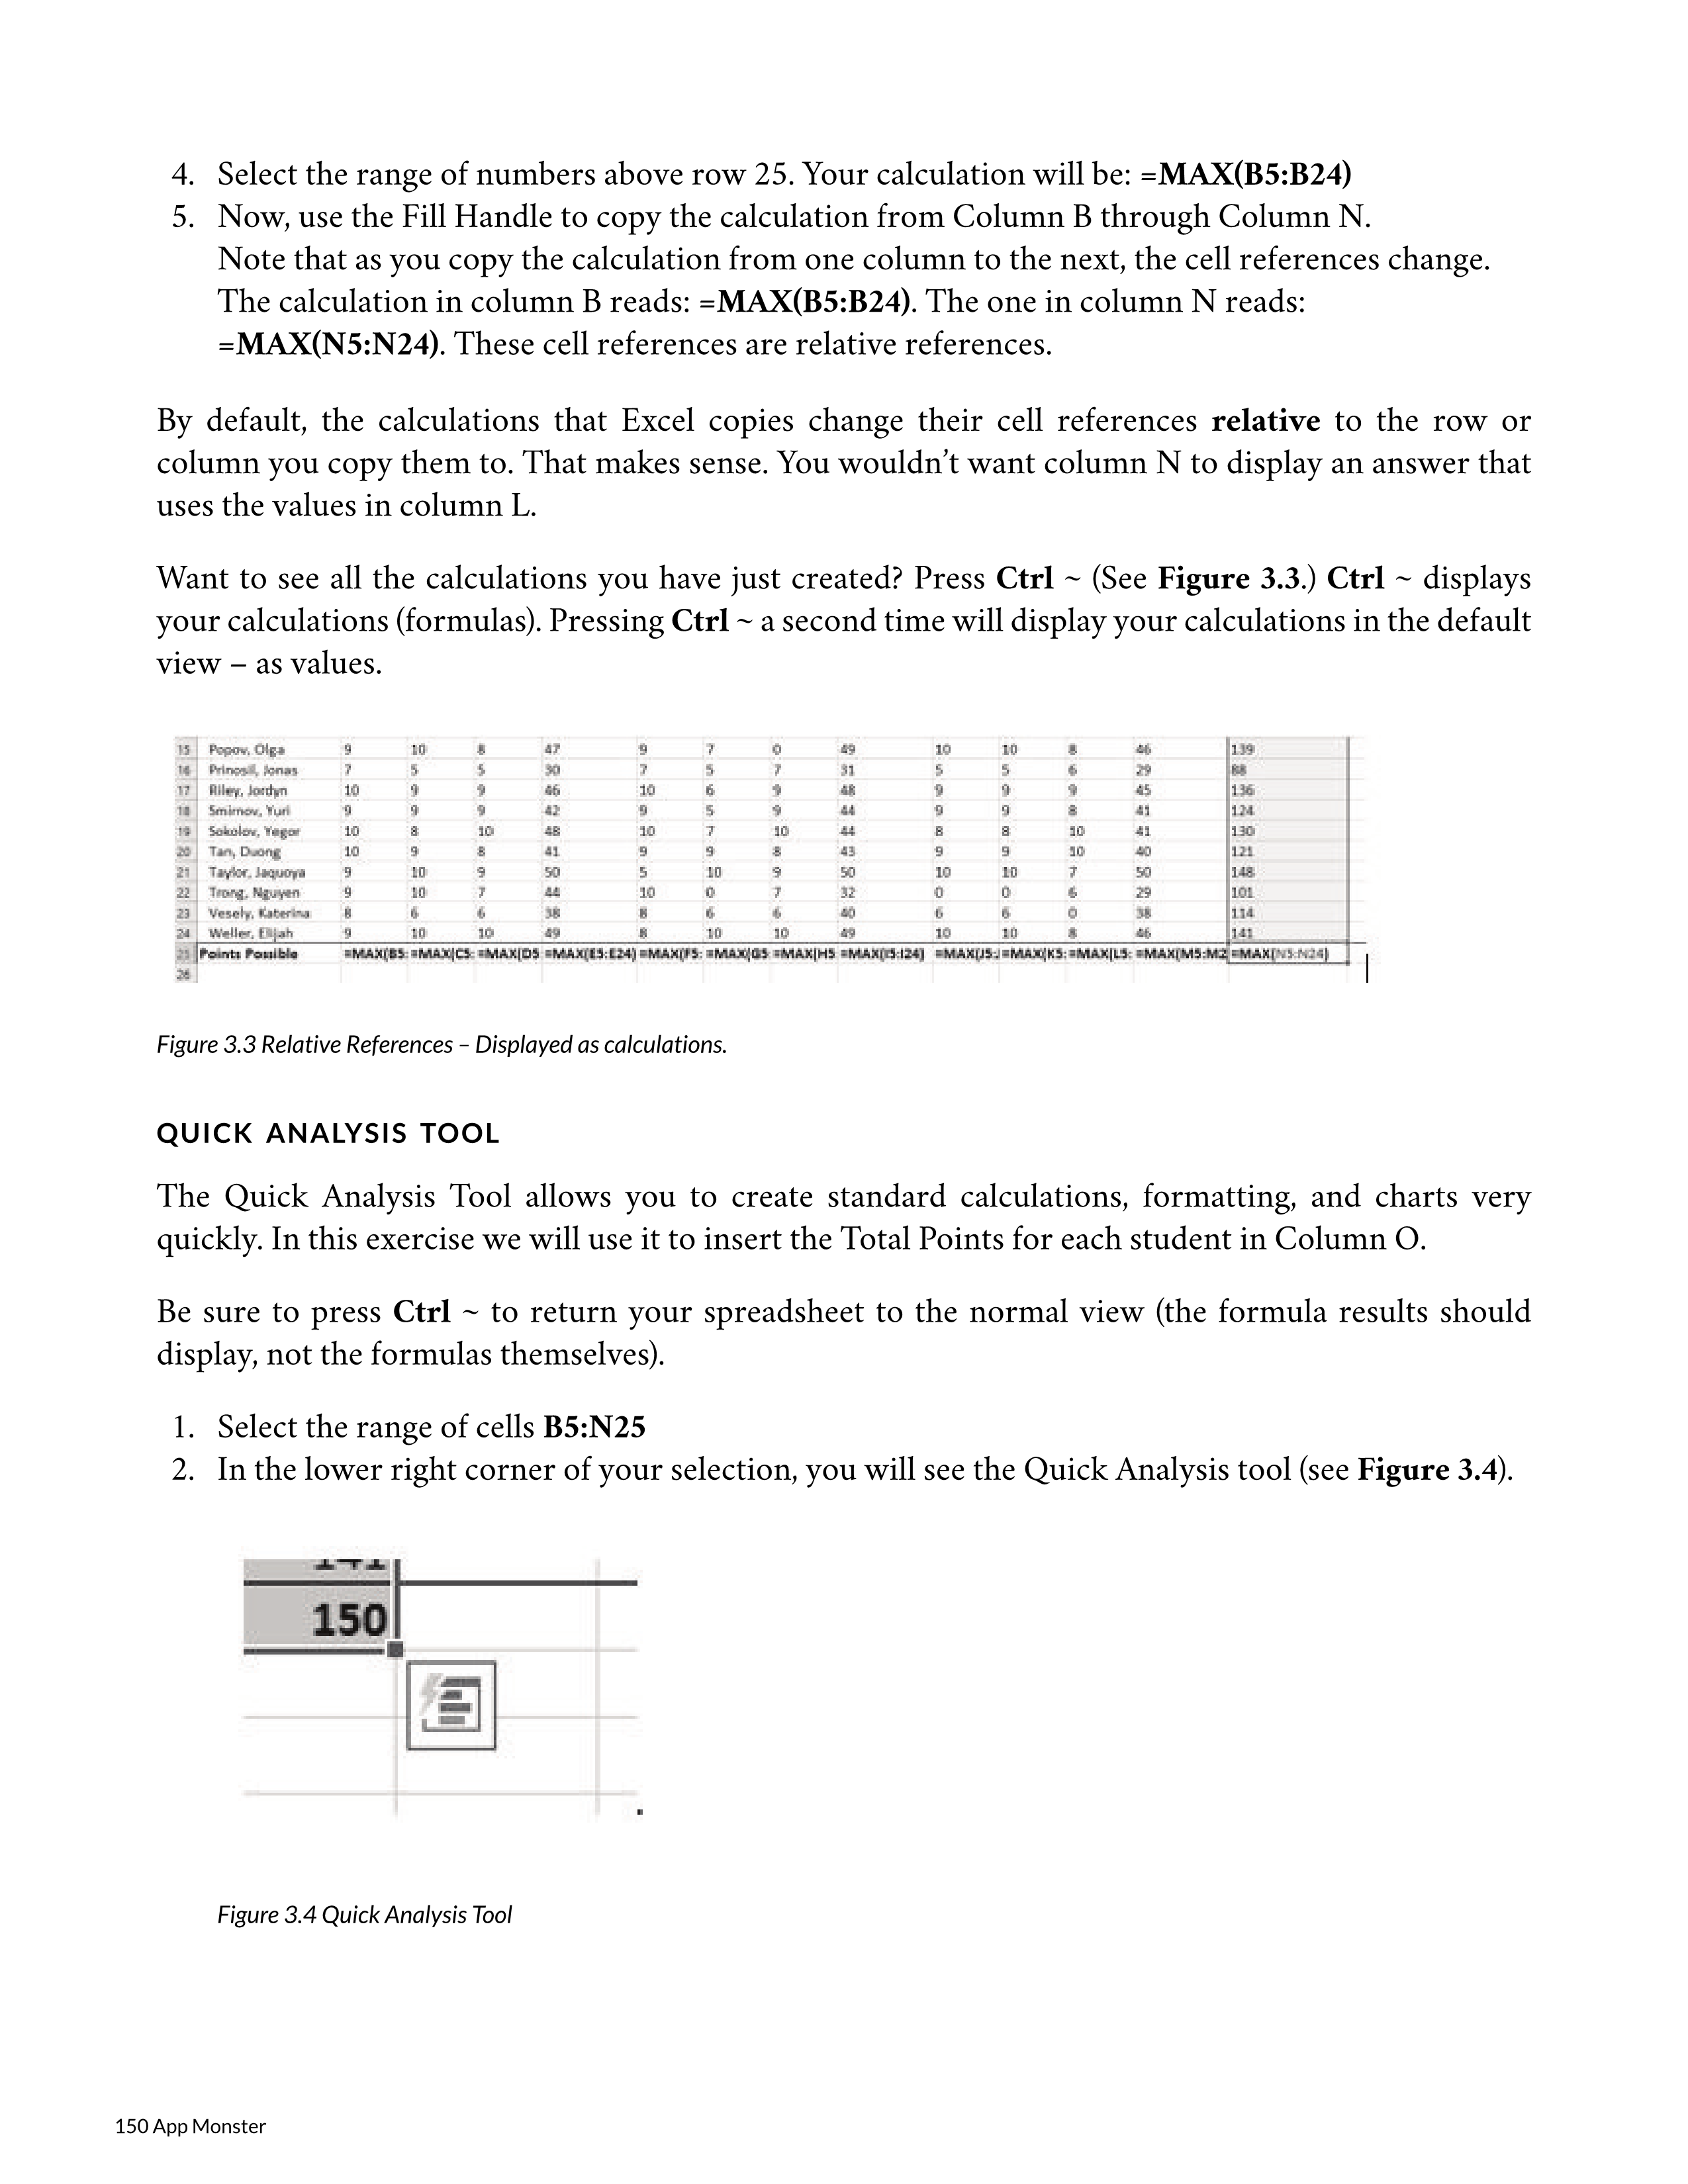 4. Select the range of numbers above row 25. Your calculation will be: =MAX(B5:B24)
5. Now, use the Fill Handle to copy the calculation from Column B through Column N.
Note that as you copy the calculation from one column to the next, the cell references change.
The calculation in column B reads: =MAX(B5:B24). The one in column N reads:
=MAX(N5:N24). These cell references are relative references.
By default, the calculations that Excel copies change their cell references relative to the row or
column you copy them to. That makes sense. You wouldn’t want column N to display an answer that
uses the values in column L.
Want to see all the calculations you have just created? Press Ctrl ~ (See Figure 3.3.) Ctrl ~ displays
your calculations (formulas). Pressing Ctrl ~ a second time will display your calculations in the default
view – as values.
15 Popov, Olga 9 10 8 47 9 7 0 49 10 10 8 46 139
16 Prinosil, Jonas 7 5 5 30 7 5 7 31 5 5 6 29 88
17 Riley, Jordyn 10 9 9 46 10 6 9 48 9 9 9 45 136
18 Smirnov, Yuri 9 9 9 42 9 5 9 44 9 9 8 41 124
19 Sokolov, Yegor 10 8 10 48 10 7 10 44 8 8 10 41 130
20 Tan, Duong 10 9 8 41 9 9 8 43 9 9 10 40 121
21 Taylor, Jaquoya 9 10 9 50 5 10 9 50 10 10 7 50 148
22 Trong, Nguyen 9 10 7 44 10 0 7 32 0 0 6 29 101
23 Vesely, Katerina 8 6 6 38 8 6 6 40 6 6 0 38 114
24 Weller, Elijah 9 10 10 49 8 10 10 49 10 10 8 46 141
25 Points Possible =MAX(B5: =MAX(C5: =MAX(D5 =MAX(E5:E24) =MAX(F5: =MAX(G5: =MAX(H5 =MAX(I5:I24) =MAX(J5:J =MAX(K5: =MAX(L5: =MAX(M5:M2 =MAX(N5:N24)
26
Figure 3.3 Relative References – Displayed as calculations.
QUICK ANALYSIS TOOL
The Quick Analysis Tool allows you to create standard calculations, formatting, and charts very
quickly. In this exercise we will use it to insert the Total Points for each student in Column O.
Be sure to press Ctrl ~ to return your spreadsheet to the normal view (the formula results should
display, not the formulas themselves).
1. Select the range of cells B5:N25
2. In the lower right corner of your selection, you will see the Quick Analysis tool (see Figure 3.4).
141
150
Figure 3.4 Quick Analysis Tool
150 App Monster